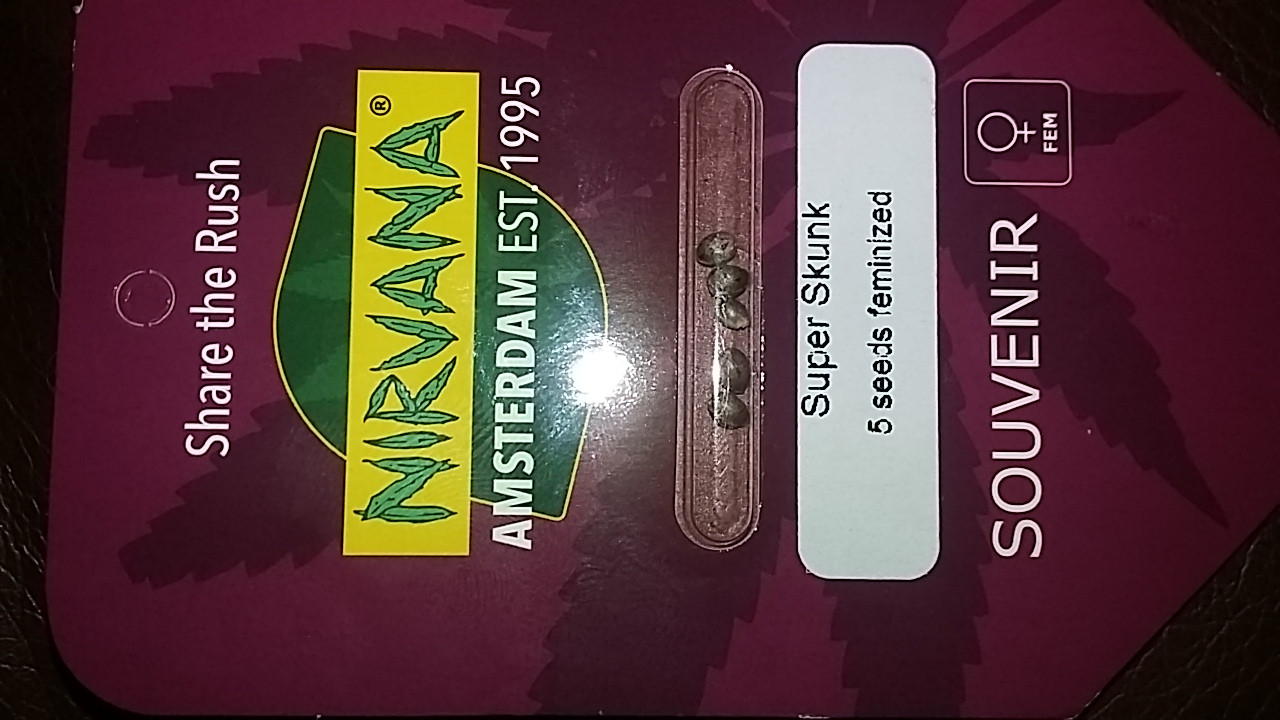 Share the Rush
NIRVANA®
AMSTERDAM EST. 1995
Super Skunk
5 seeds feminized
SOUVENIR
FEM